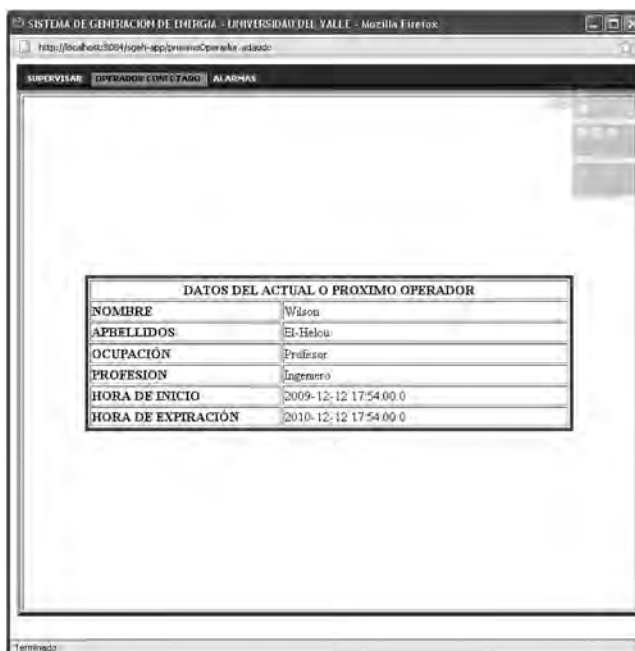 SISTEMA DE GENERACION DE ENERGIA - UNIVERSIDAD DEL VALLE - Mozilla Firefox
SUPERVISAR OPERADOR CONECTADO ALARMAS
DATOS DEL ACTUAL O PROXIMO OPERADOR
NOMBRE Wilson
APBELLIDOS El-Helou
OCUPACIÓN Profesor
PROFESION Ingeniero
HORA DE INICIO 2009-12-12 17:54:00.0
HORA DE EXPIRACIÓN 2010-12-12 17:54:00.0
Terminado